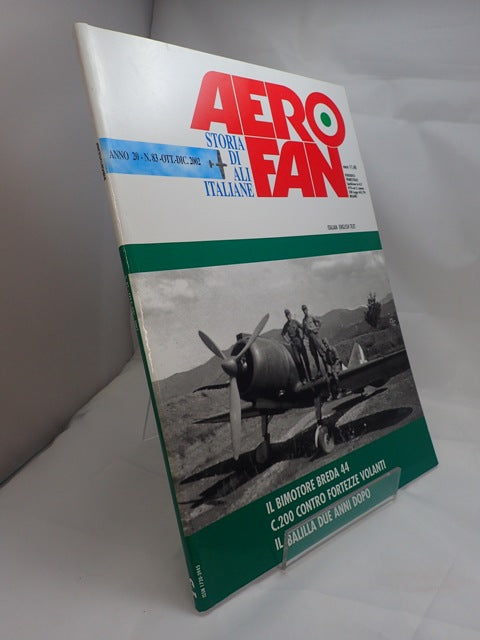 AERO
FAN
STORIA
DI
ALI
ITALIANE
ANNO 20 - N. 83 - OTT.-DIC. 2002
ITALIAN - ENGLISH TEXT
IL BIMOTORE BREDA 44
C.200 CONTRO FORTEZZE VOLANTI
IL BALILLA DUE ANNI DOPO